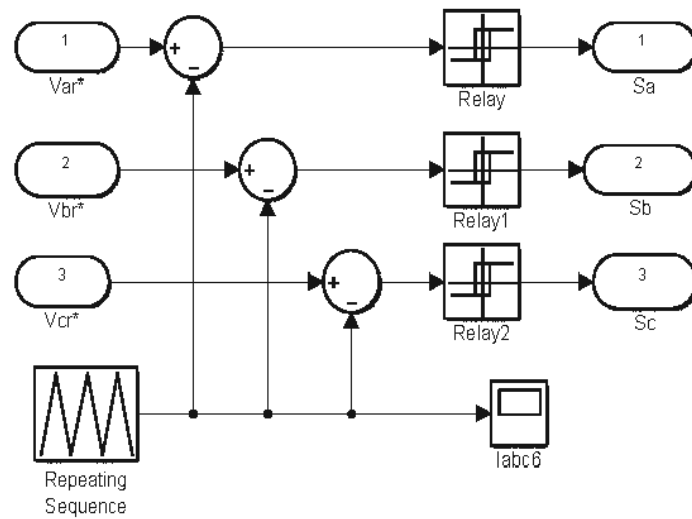 1
Var*
+
−
Relay
1
Sa
2
Vbr*
+
−
Relay1
2
Sb
3
Vcr*
+
−
Relay2
3
Sc
Repeating
Sequence
Iabc6